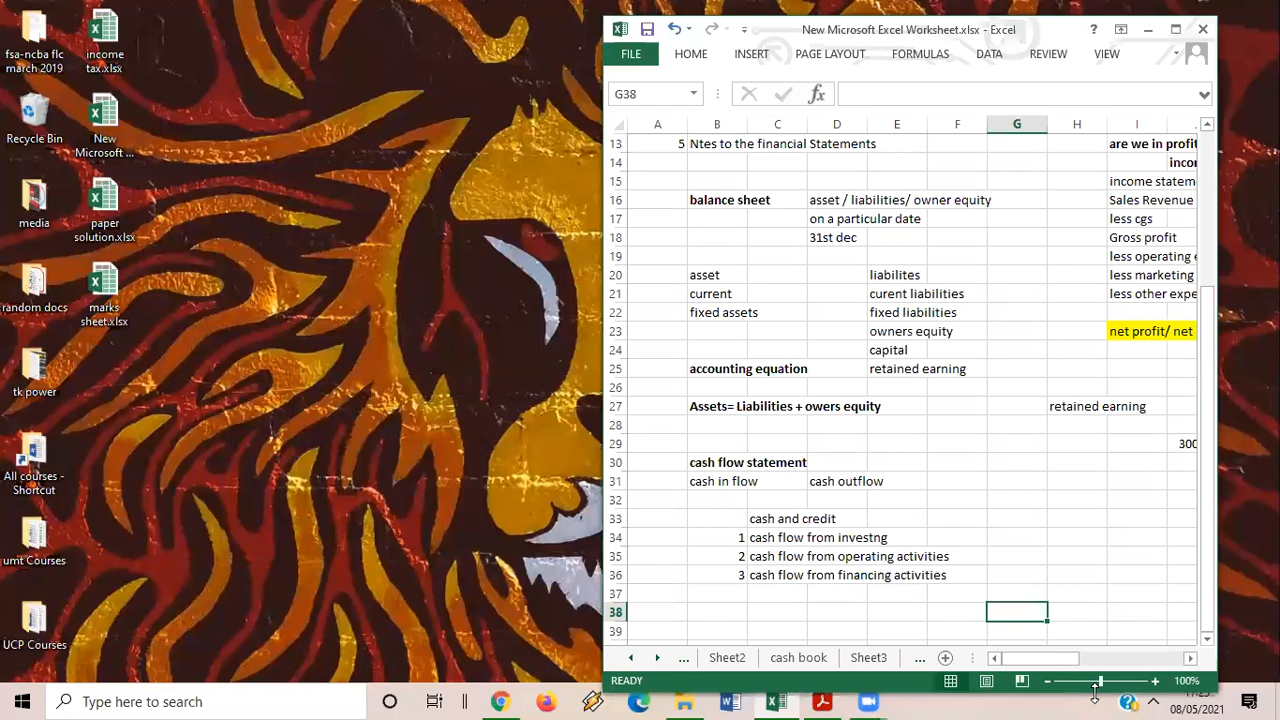 fsa-ncba flc
march 2019
income
tax.xlsx
Recycle Bin
New
Microsoft ...
media
paper
solution.xlsx
random docs
marks
sheet.xlsx
tk power
All courses -
Shortcut
umt Courses
UCP Courses
New Microsoft Excel Worksheet.xlsx - Excel
FILE HOME INSERT PAGE LAYOUT FORMULAS DATA REVIEW VIEW
G38 fx
A B C D E F G H I
13 5 Ntes to the financial Statements are we in profit
14 incor
15 income statem
16 balance sheet asset / liabilities/ owner equity Sales Revenue
17 on a particular date less cgs
18 31st dec Gross profit
19 less operating e
20 asset liabilites less marketing
21 current curent liabilities less other expe
22 fixed assets fixed liabilities
23 owners equity net profit/ net
24 capital
25 accounting equation retained earning
26
27 Assets= Liabilities + owers equity retained earning
28
29 300
30 cash flow statement
31 cash in flow cash outflow
32
33 cash and credit
34 1 cash flow from investng
35 2 cash flow from operating activities
36 3 cash flow from financing activities
37
38
39
... Sheet2 cash book Sheet3 ...
READY 100%
Type here to search
08/05/2021